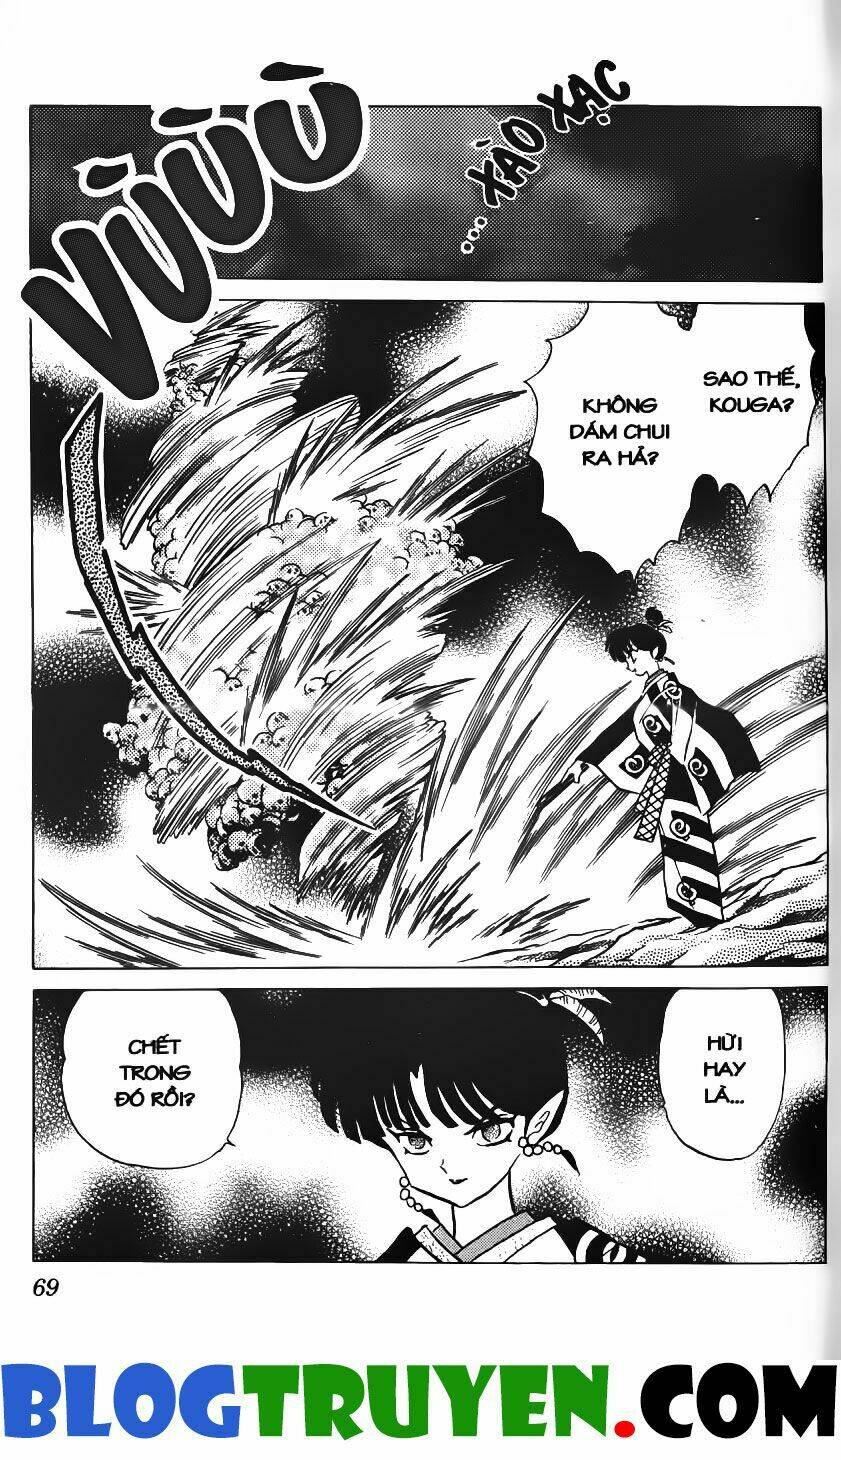 VÙÙÙÙ
... XÀO XẠC
SAO THẾ,
KOUGA?
KHÔNG
DÁM CHUI
RA HẢ?
HỪ!
HAY
LÀ...
CHẾT
TRONG
ĐÓ RỒI?
69
BLOGTRUYEN.COM